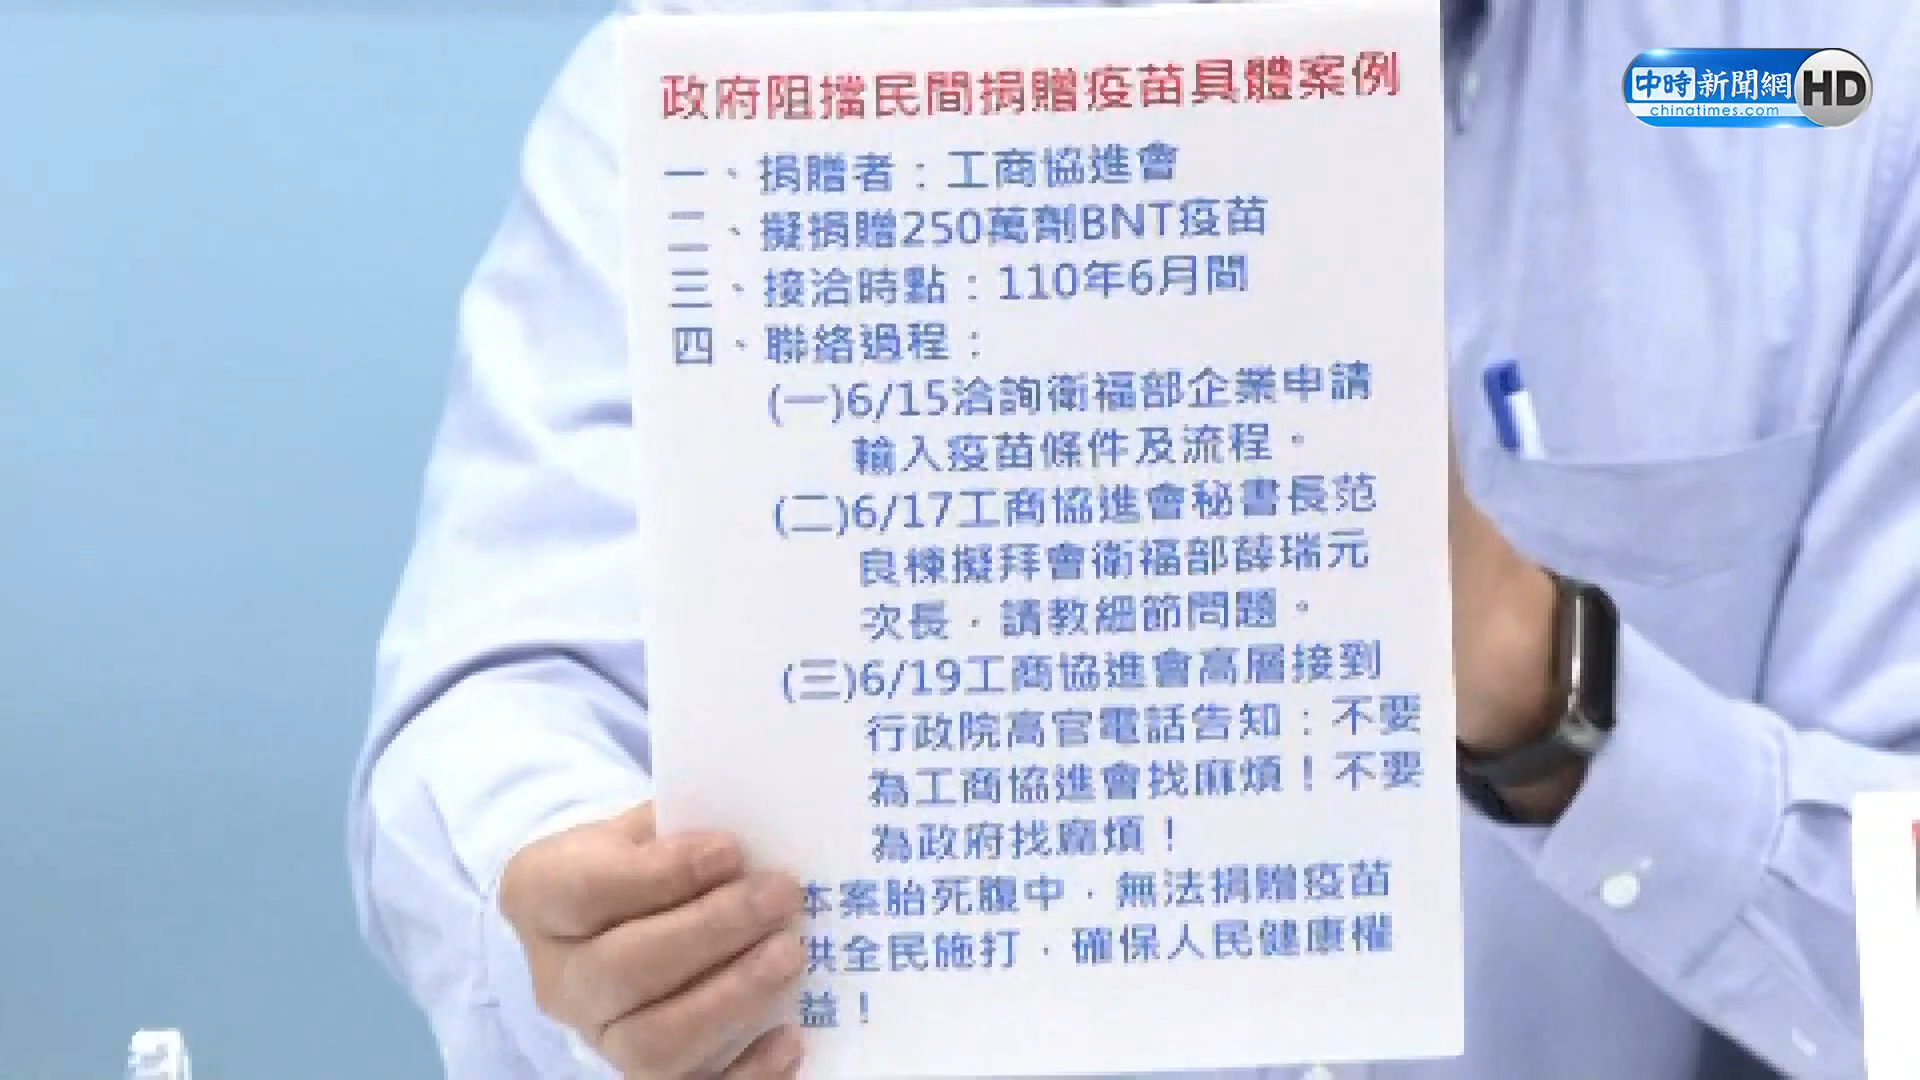 中時新聞網HD
chinatimes.com
政府阻擋民間捐贈疫苗具體案例
一、捐贈者：工商協進會
二、擬捐贈250萬劑BNT疫苗
三、接洽時點：110年6月間
四、聯絡過程：
(一)6/15洽詢衛福部企業申請
輸入疫苗條件及流程。
(二)6/17工商協進會秘書長范
良棟擬拜會衛福部薛瑞元
次長，請教細節問題。
(三)6/19工商協進會高層接到
行政院高官電話告知：不要
為工商協進會找麻煩！不要
為政府找麻煩！
本案胎死腹中，無法捐贈疫苗
供全民施打，確保人民健康權
益！